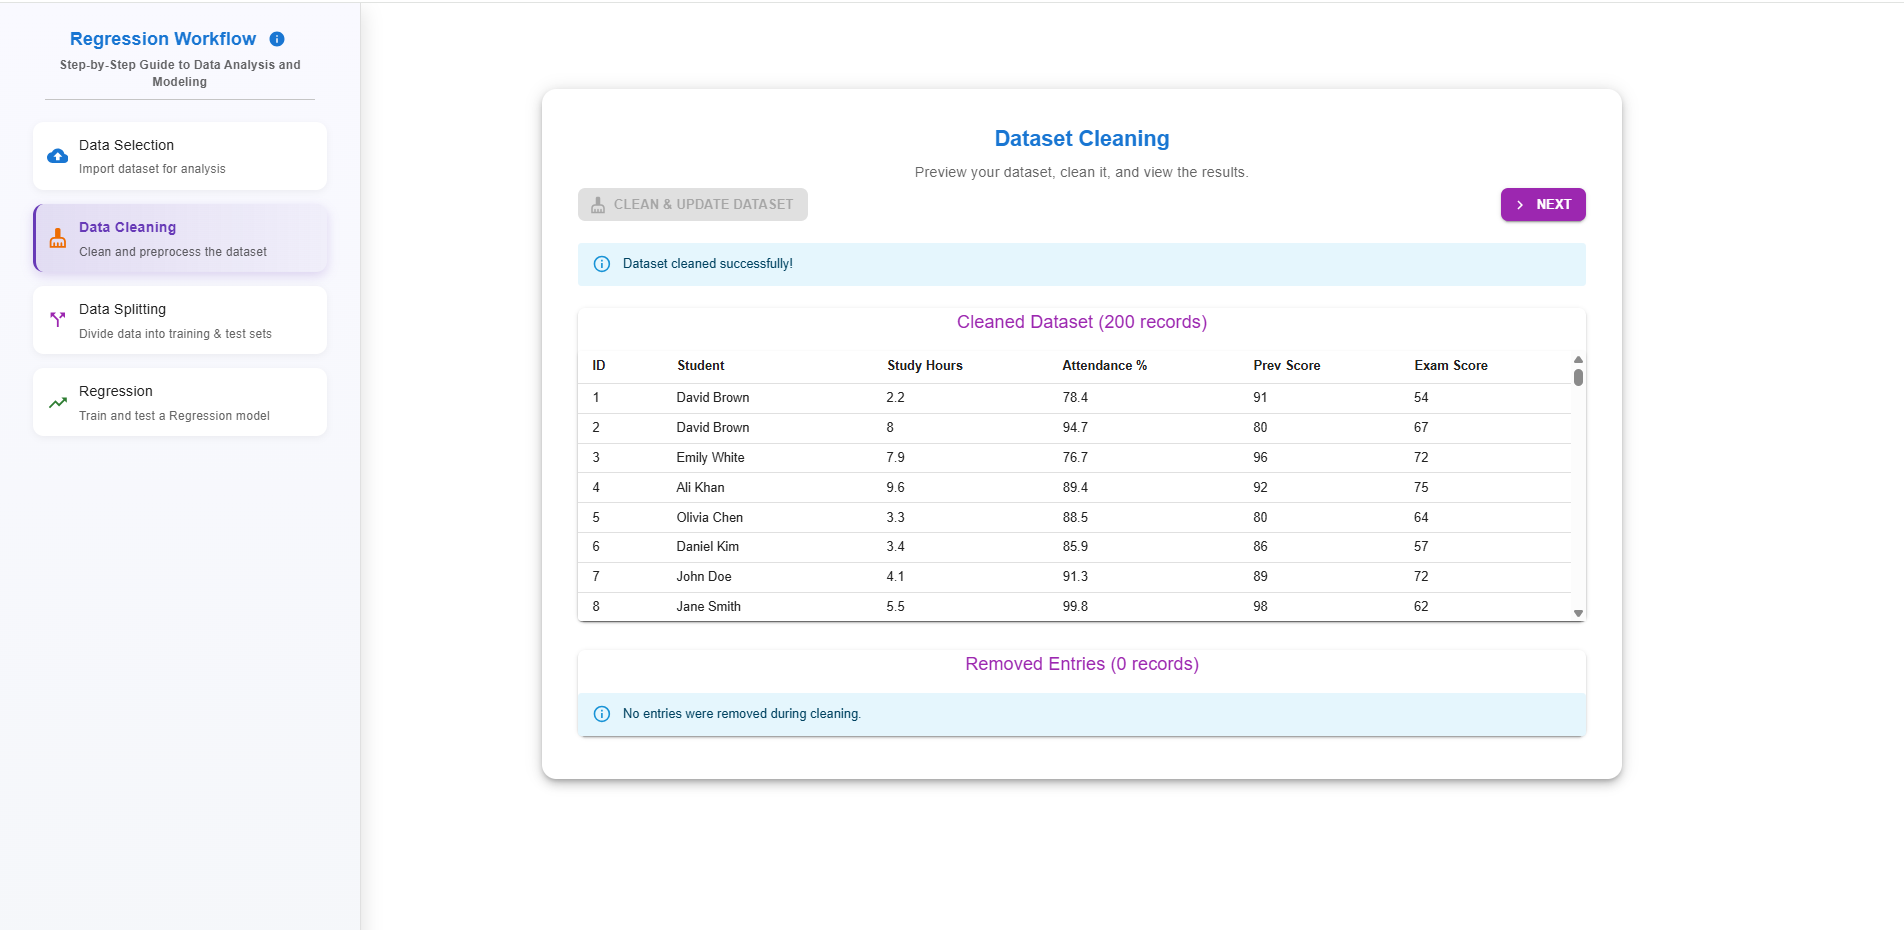 Regression Workflow
Step-by-Step Guide to Data Analysis and
Modeling
Data Selection
Import dataset for analysis
Data Cleaning
Clean and preprocess the dataset
Data Splitting
Divide data into training & test sets
Regression
Train and test a Regression model
Dataset Cleaning
Preview your dataset, clean it, and view the results.
CLEAN & UPDATE DATASET
NEXT
Dataset cleaned successfully!
Cleaned Dataset (200 records)
ID Student Study Hours Attendance % Prev Score Exam Score
1 David Brown 2.2 78.4 91 54
2 David Brown 8 94.7 80 67
3 Emily White 7.9 76.7 96 72
4 Ali Khan 9.6 89.4 92 75
5 Olivia Chen 3.3 88.5 80 64
6 Daniel Kim 3.4 85.9 86 57
7 John Doe 4.1 91.3 89 72
8 Jane Smith 5.5 99.8 98 62
Removed Entries (0 records)
No entries were removed during cleaning.